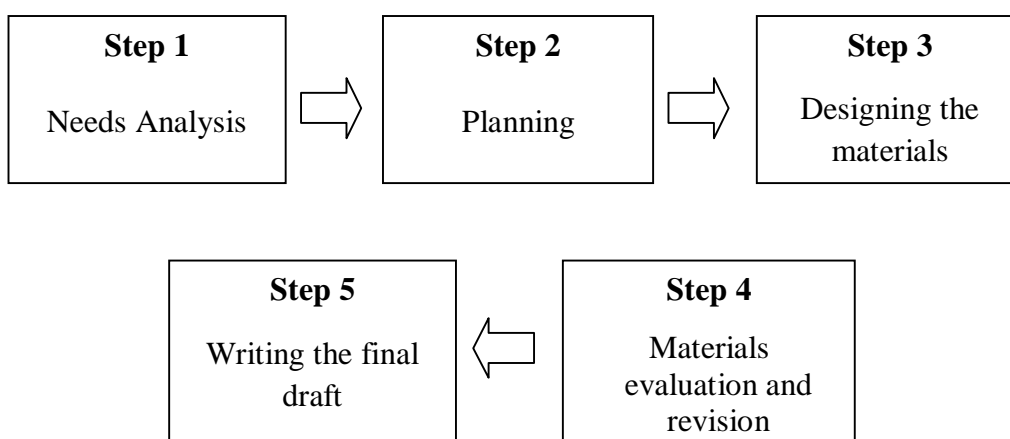 Step 1
Needs Analysis
Step 2
Planning
Step 3
Designing the
materials
Step 5
Writing the final
draft
Step 4
Materials
evaluation and
revision